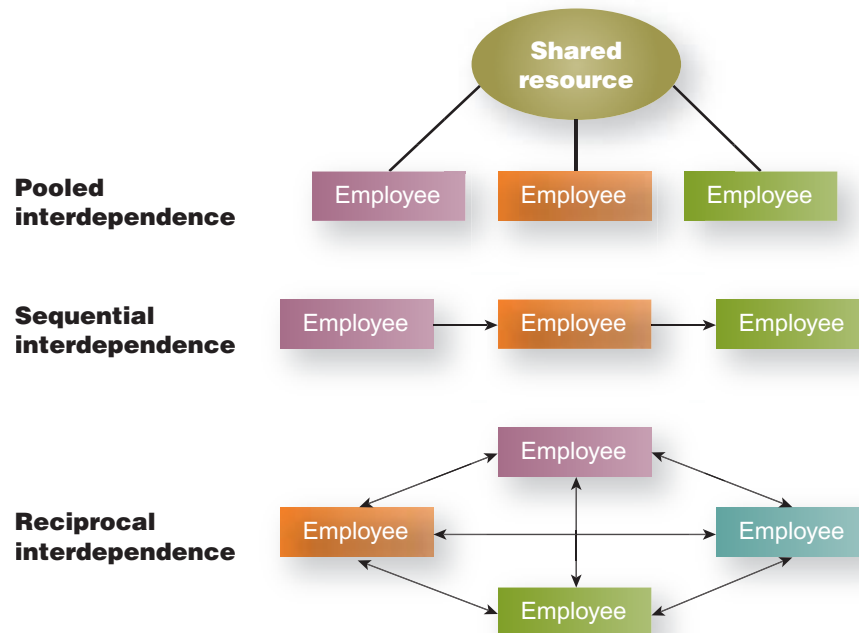 Shared
resource
Pooled
interdependence
Employee
Employee
Employee
Sequential
interdependence
Employee
Employee
Employee
Employee
Reciprocal
interdependence
Employee
Employee
Employee